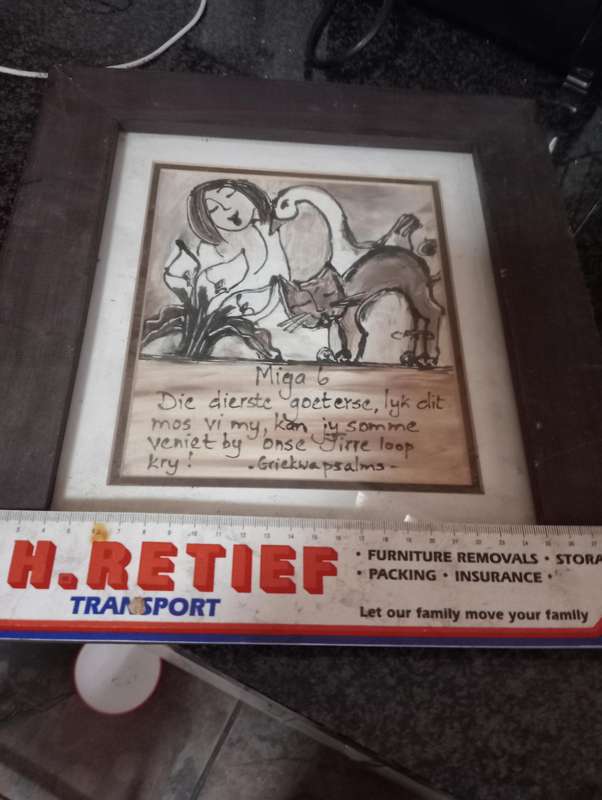 Miga 6
Die dierste goeterse, lyk dit
mos vi my, kan jy somme
veniet by onse Jirre loop
kry! - Griekwapsalms -
H. RETIEF
TRANSPORT
• FURNITURE REMOVALS • STORA
• PACKING • INSURANCE •
Let our family move your family